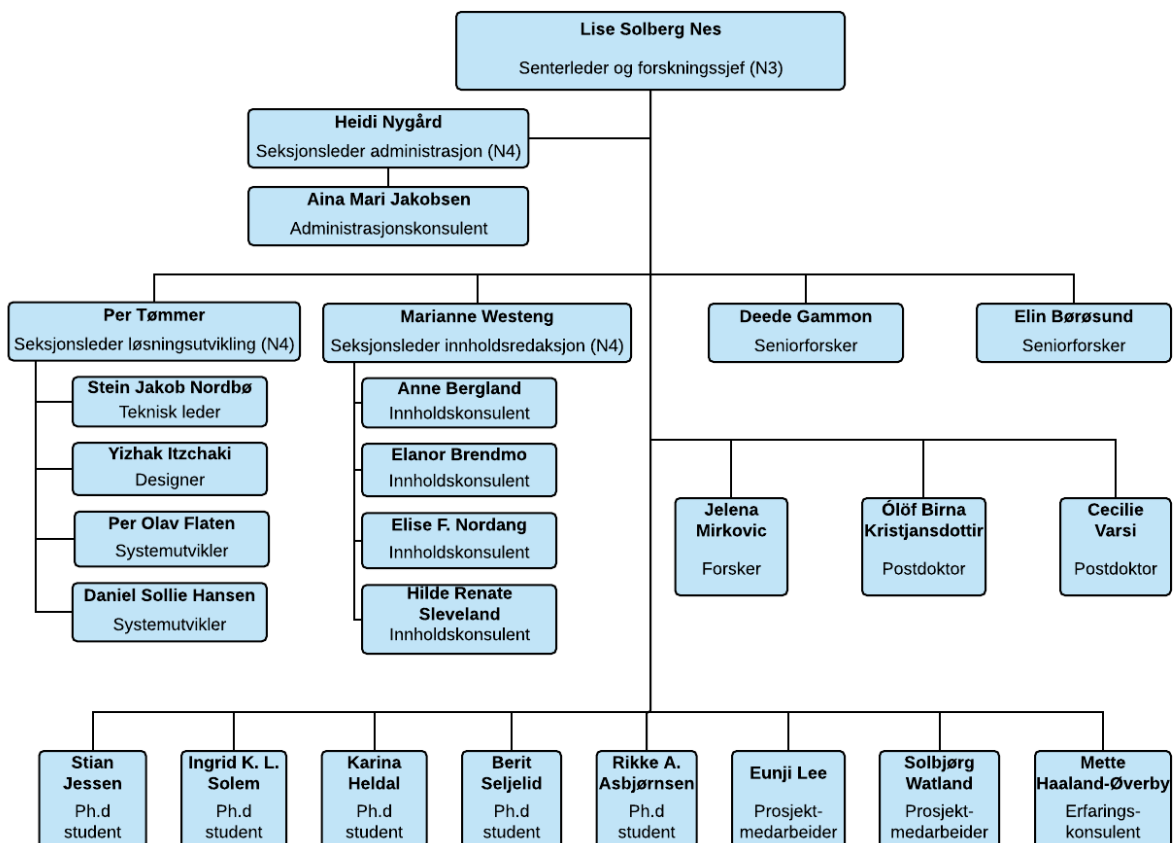 Lise Solberg Nes
Senterleder og forskningssjef (N3)
Heidi Nygård
Seksjonsleder administrasjon (N4)
Aina Mari Jakobsen
Administrasjonskonsulent
Per Tømmer
Seksjonsleder løsningsutvikling (N4)
Stein Jakob Nordbø
Teknisk leder
Yizhak Itzchaki
Designer
Per Olav Flaten
Systemutvikler
Daniel Sollie Hansen
Systemutvikler
Marianne Westeng
Seksjonsleder innholdsredaksjon (N4)
Anne Bergland
Innholdskonsulent
Elanor Brendmo
Innholdskonsulent
Elise F. Nordang
Innholdskonsulent
Hilde Renate
Sleveland
Innholdskonsulent
Deede Gammon
Seniorforsker
Elin Børøsund
Seniorforsker
Jelena
Mirkovic
Forsker
Ólöf Birna
Kristjansdottir
Postdoktor
Cecilie
Varsi
Postdoktor
Stian
Jessen
Ph.d
student
Ingrid K. L.
Solem
Ph.d
student
Karina
Heldal
Ph.d
student
Berit
Seljelid
Ph.d
student
Rikke A.
Asbjørnsen
Ph.d
student
Eunji Lee
Prosjekt-
medarbeider
Solbjørg
Watland
Prosjekt-
medarbeider
Mette
Haaland-Øverby
Erfarings-
konsulent